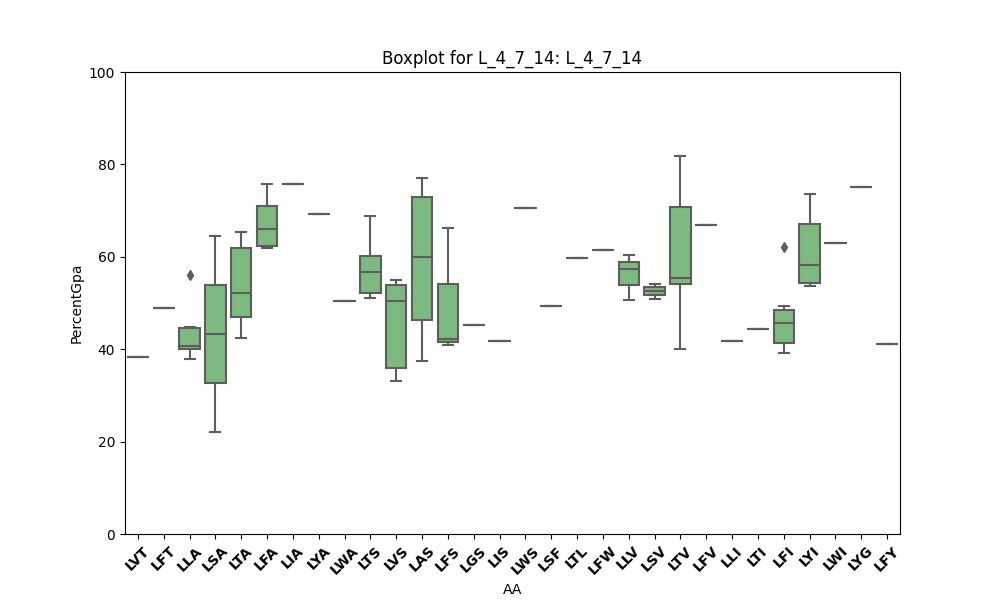 Boxplot for L_4_7_14: L_4_7_14
PercentGpa
100
80
60
40
20
0
LVT LFT LLA LSA LTA LFA LIA LYA LWA LTS LVS LAS LFS LGS LIS LWS LSF LTL LFW LLV LSV LTV LFV LLI LTI LFI LYI LWI LYG LFY
AA